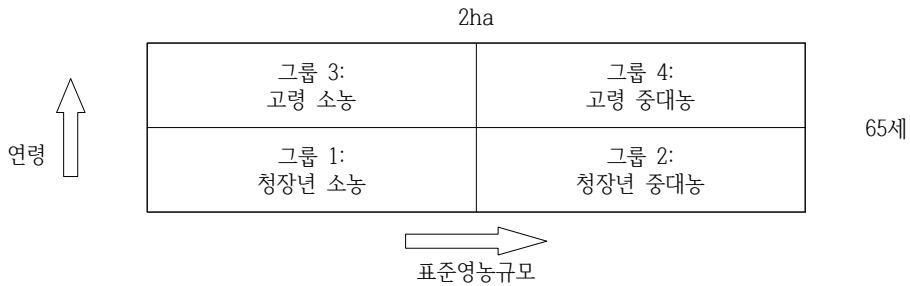 2ha
그룹 3:
고령 소농
그룹 4:
고령 중대농
65세
연령
그룹 1:
청장년 소농
그룹 2:
청장년 중대농
표준영농규모